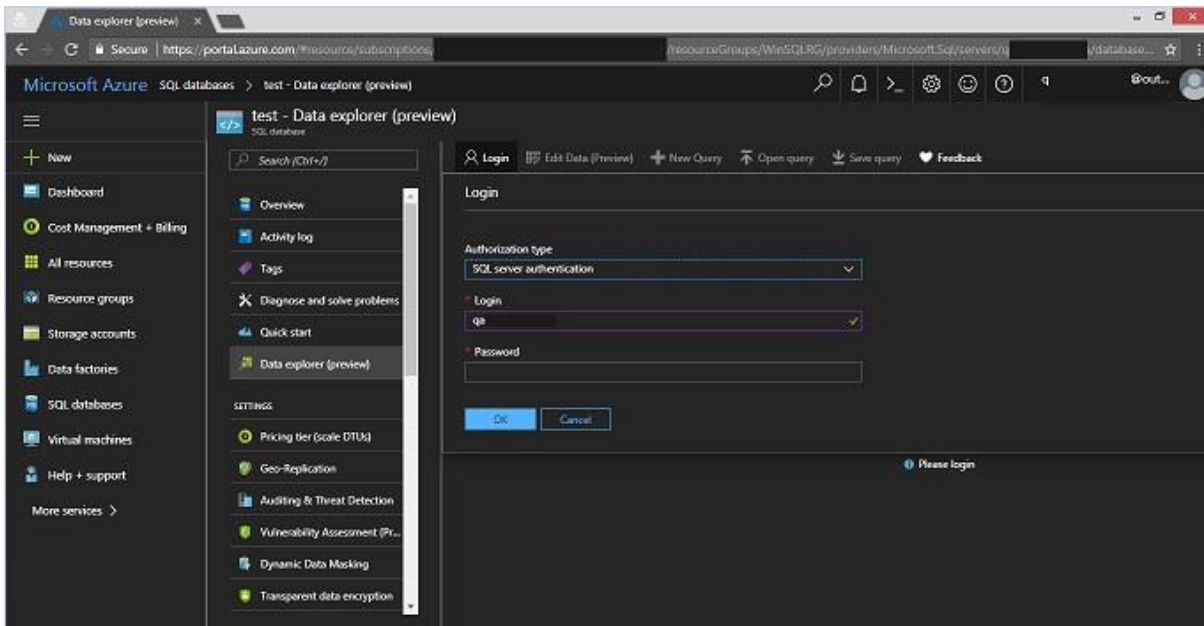 Data explorer (preview)
Secure | https://portal.azure.com/#resource/subscriptions/ /resourceGroups/WinSQLRG/providers/Microsoft.Sql/servers/q /database...
Microsoft Azure SQL databases > test - Data explorer (preview) q @out...
test - Data explorer (preview)
SQL database
New
Dashboard
Cost Management + Billing
All resources
Resource groups
Storage accounts
Data factories
SQL databases
Virtual machines
Help + support
More services >
Search (Ctrl+/)
Overview
Activity log
Tags
Diagnose and solve problems
Quick start
Data explorer (preview)
SETTINGS
Pricing tier (scale DTUs)
Geo-Replication
Auditing & Threat Detection
Vulnerability Assessment (Pr...
Dynamic Data Masking
Transparent data encryption
Login Edit Data (Preview) New Query Open query Save query Feedback
Login
Authorization type
SQL server authentication
* Login
qa
* Password
OK Cancel
Please login